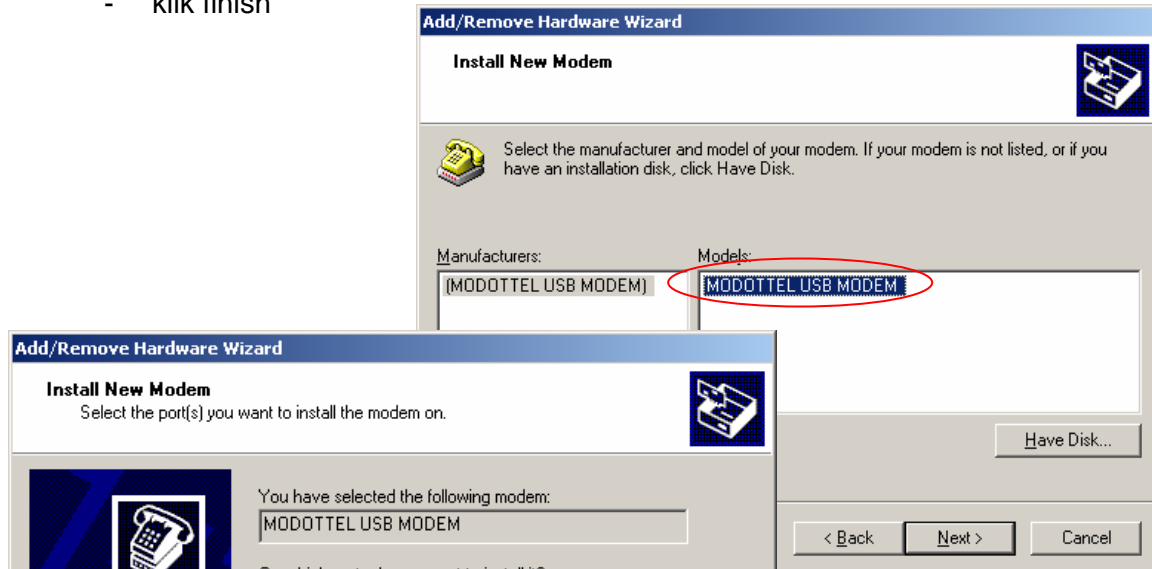 - klik finish
Add/Remove Hardware Wizard
Install New Modem
Select the manufacturer and model of your modem. If your modem is not listed, or if you
have an installation disk, click Have Disk.
Manufacturers:
Models:
(MODOTTEL USB MODEM)
MODOTTEL USB MODEM
Have Disk...
< Back
Next >
Cancel
Add/Remove Hardware Wizard
Install New Modem
Select the port(s) you want to install the modem on.
You have selected the following modem:
MODOTTEL USB MODEM